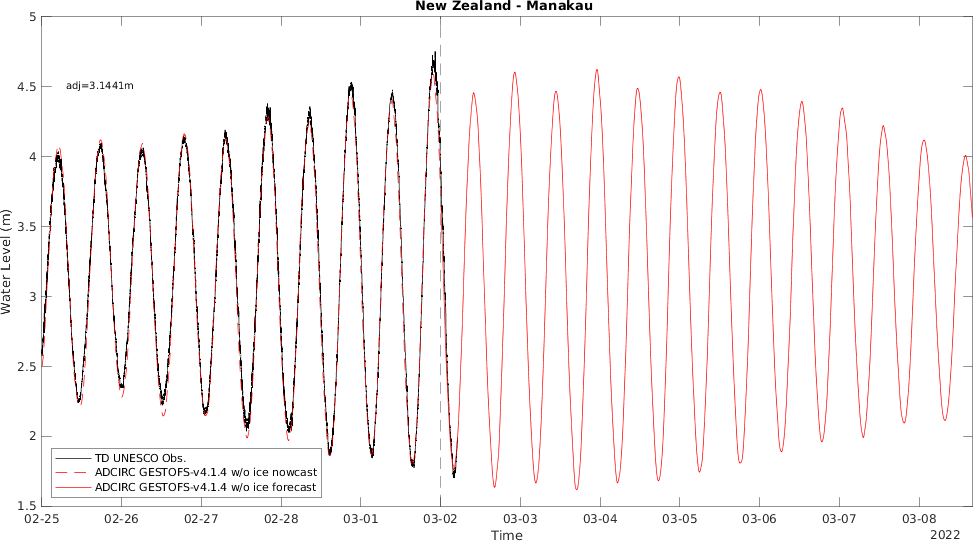 New Zealand - Manakau
5
4.5
4
3.5
3
2.5
2
1.5
Water Level (m)
adj=3.1441m
TD UNESCO Obs.
ADCIRC GESTOFS-v4.1.4 w/o ice nowcast
ADCIRC GESTOFS-v4.1.4 w/o ice forecast
02-25 02-26 02-27 02-28 03-01 03-02 03-03 03-04 03-05 03-06 03-07 03-08
Time
2022